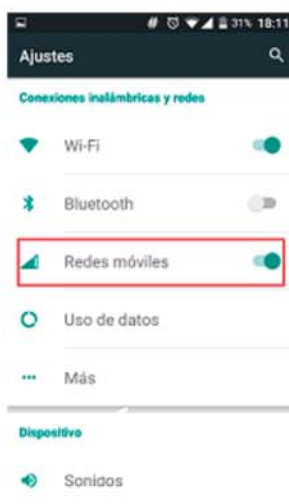 31% 18:11
Ajustes
Conexiones inalámbricas y redes
Wi-Fi
Bluetooth
Redes móviles
Uso de datos
Más
Dispositivo
Sonidos